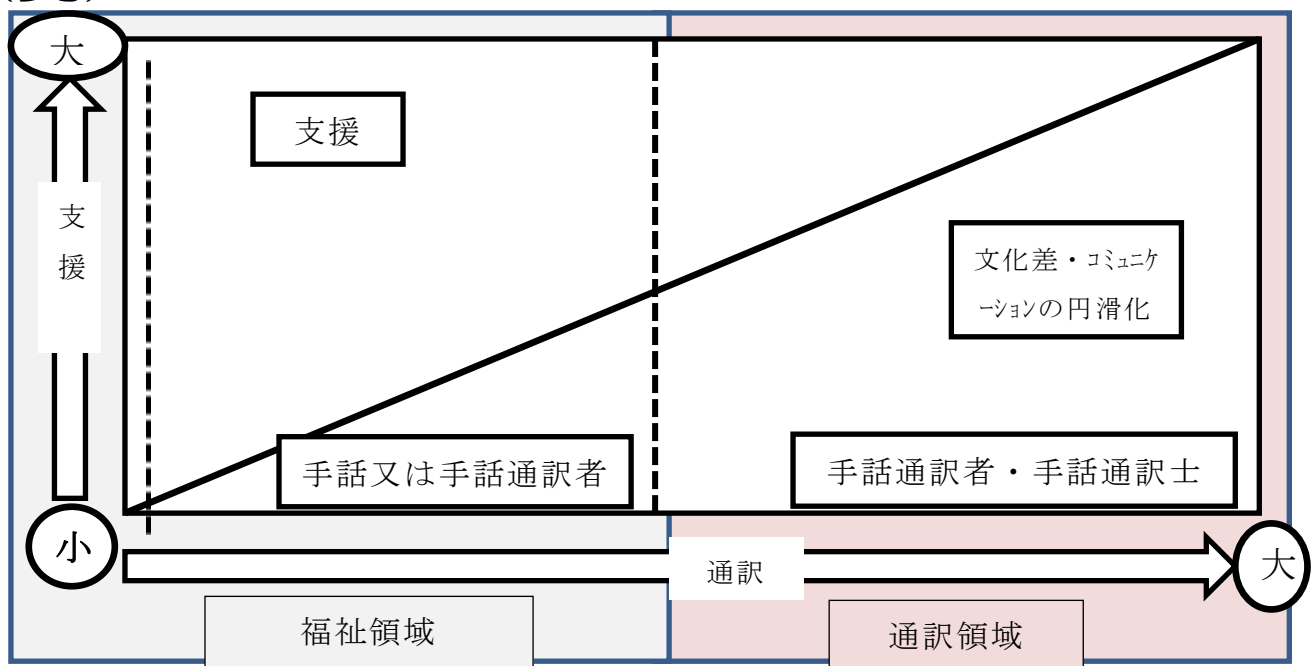 大
支援
支
援
文化差・ｺﾐｭﾆｹ
ｰｼｮﾝの円滑化
手話又は手話通訳者
手話通訳者・手話通訳士
小
通訳
大
福祉領域
通訳領域